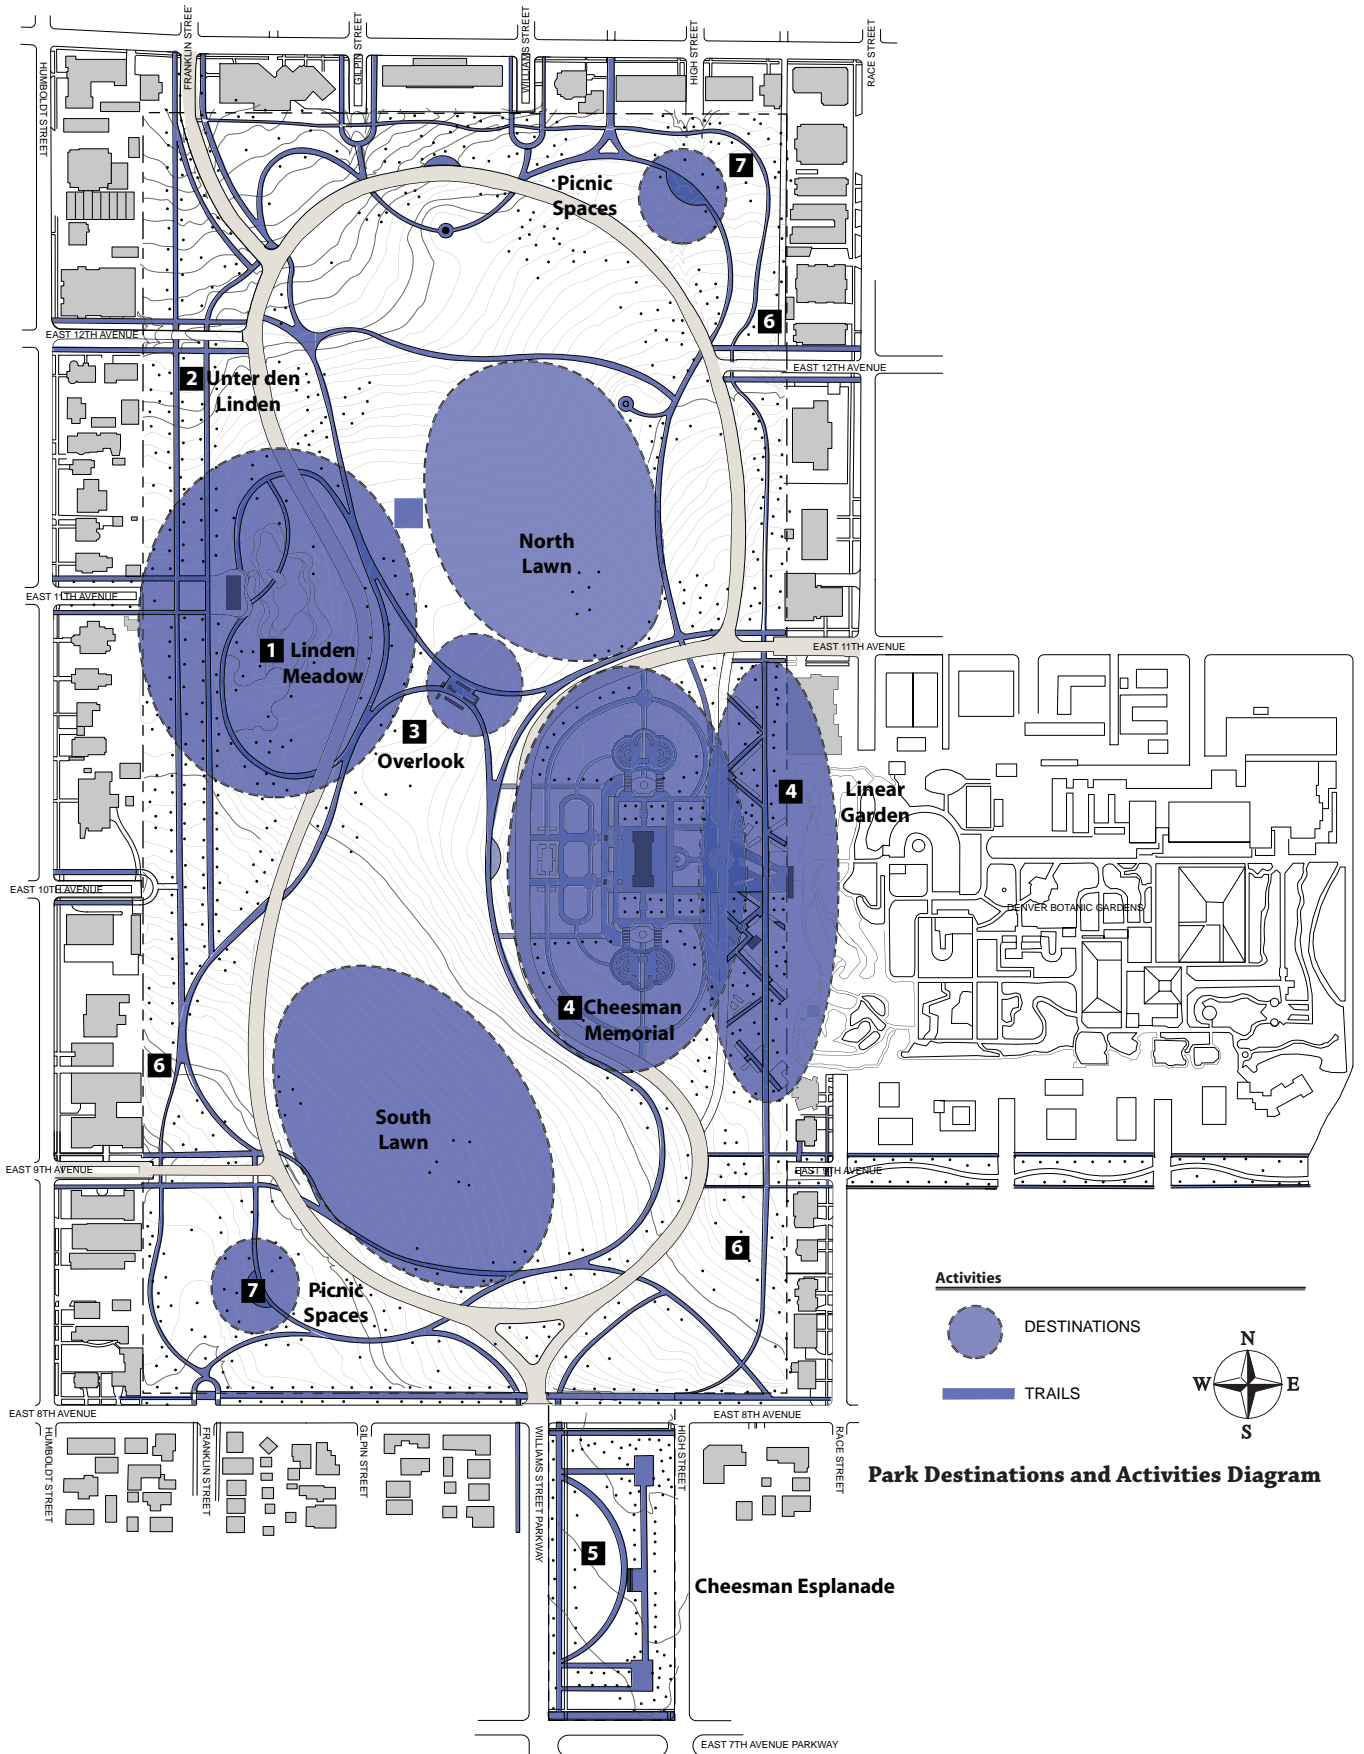 FRANKLIN STREET
GILPIN STREET
WILLIAMS STREET
HIGH STREET
RACE STREET
HUMBOLDT STREET
7
Picnic
Spaces
6
EAST 12TH AVENUE
EAST 12TH AVENUE
2 Unter den
Linden
North
Lawn
EAST 11TH AVENUE
1 Linden
Meadow
EAST 11TH AVENUE
3
Overlook
4
Linear
Garden
EAST 10TH AVENUE
DENVER BOTANIC GARDENS
4 Cheesman
Memorial
6
South
Lawn
EAST 9TH AVENUE
EAST 9TH AVENUE
6
7 Picnic
Spaces
Activities
DESTINATIONS
TRAILS
N
W E
S
EAST 8TH AVENUE
EAST 8TH AVENUE
HUMBOLDT STREET
FRANKLIN STREET
GILPIN STREET
WILLIAMS STREET PARKWAY
HIGH STREET
RACE STREET
Park Destinations and Activities Diagram
5
Cheesman Esplanade
EAST 7TH AVENUE PARKWAY